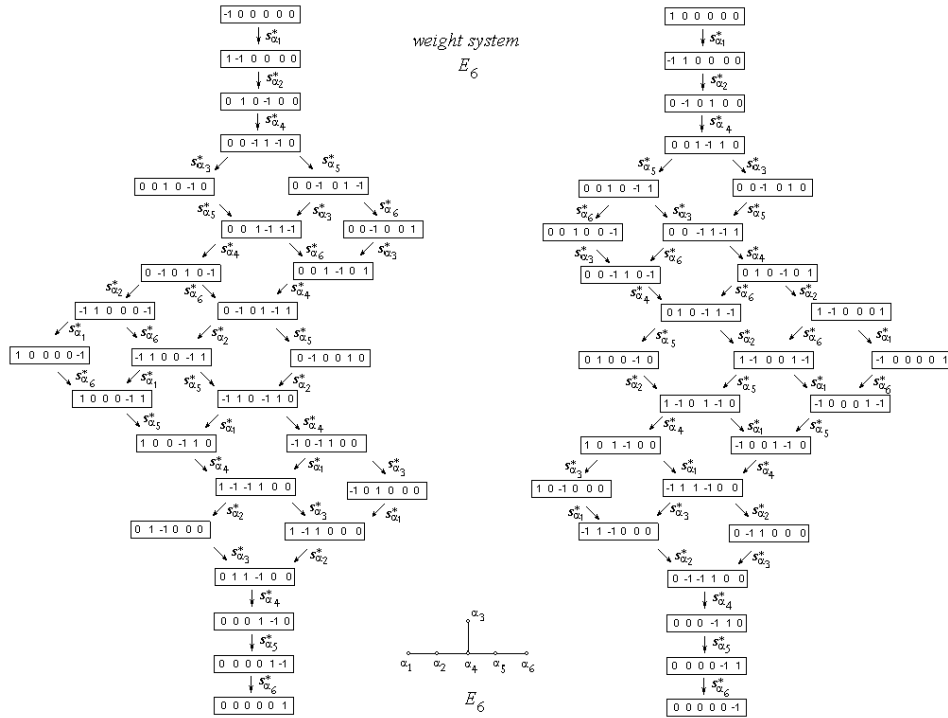 -1 0 0 0 0 0 1 0 0 0 0 0
s*α1 weight system s*α1
1 -1 0 0 0 0 E6 -1 1 0 0 0 0
s*α2 s*α2
0 1 0 -1 0 0 0 -1 0 1 0 0
s*α4 s*α4
0 0 -1 1 -1 0 0 0 1 -1 1 0
s*α3 s*α5 s*α5 s*α3
0 0 1 0 -1 0 0 0 -1 0 1 -1 0 0 1 0 -1 1 0 0 -1 0 1 0
s*α5 s*α3 s*α6 s*α6 s*α3 s*α5
0 0 1 -1 1 -1 0 0 -1 0 0 1 0 0 1 0 0 -1 0 0 -1 1 -1 1
s*α4 s*α6 s*α3 s*α3 s*α6 s*α4
0 -1 0 1 0 -1 0 0 1 -1 0 1 0 0 -1 1 0 -1 0 1 0 -1 0 1
s*α2 s*α6 s*α4 s*α4 s*α6 s*α2
-1 1 0 0 0 -1 0 -1 0 1 -1 1 0 1 0 -1 1 -1 1 -1 0 0 0 1
s*α1 s*α6 s*α2 s*α5 s*α5 s*α2 s*α6 s*α1
1 0 0 0 0 -1 -1 1 0 0 -1 1 0 -1 0 0 1 0 0 1 0 0 -1 0 1 -1 0 0 1 -1 -1 0 0 0 0 1
s*α6 s*α1 s*α5 s*α2 s*α2 s*α5 s*α1 s*α6
1 0 0 0 -1 1 -1 1 0 -1 1 0 1 -1 0 1 -1 0 -1 0 0 0 1 -1
s*α5 s*α1 s*α4 s*α4 s*α1 s*α5
1 0 0 -1 1 0 -1 0 -1 1 0 0 1 0 1 -1 0 0 -1 0 0 1 -1 0
s*α4 s*α1 s*α3 s*α3 s*α1 s*α4
1 -1 -1 1 0 0 -1 0 1 0 0 0 1 0 -1 0 0 0 -1 1 1 -1 0 0
s*α2 s*α3 s*α1 s*α1 s*α3 s*α2
0 1 -1 0 0 0 1 -1 1 0 0 0 -1 1 -1 0 0 0 0 -1 1 0 0 0
s*α3 s*α2 s*α2 s*α3
0 1 1 -1 0 0 0 -1 -1 1 0 0
s*α4 α3 s*α4
0 0 0 1 -1 0 0 0 0 -1 1 0
s*α5 s*α5
0 0 0 0 1 -1 α1 α2 α4 α5 α6 0 0 0 0 -1 1
s*α6 E6 s*α6
0 0 0 0 0 1 0 0 0 0 0 -1